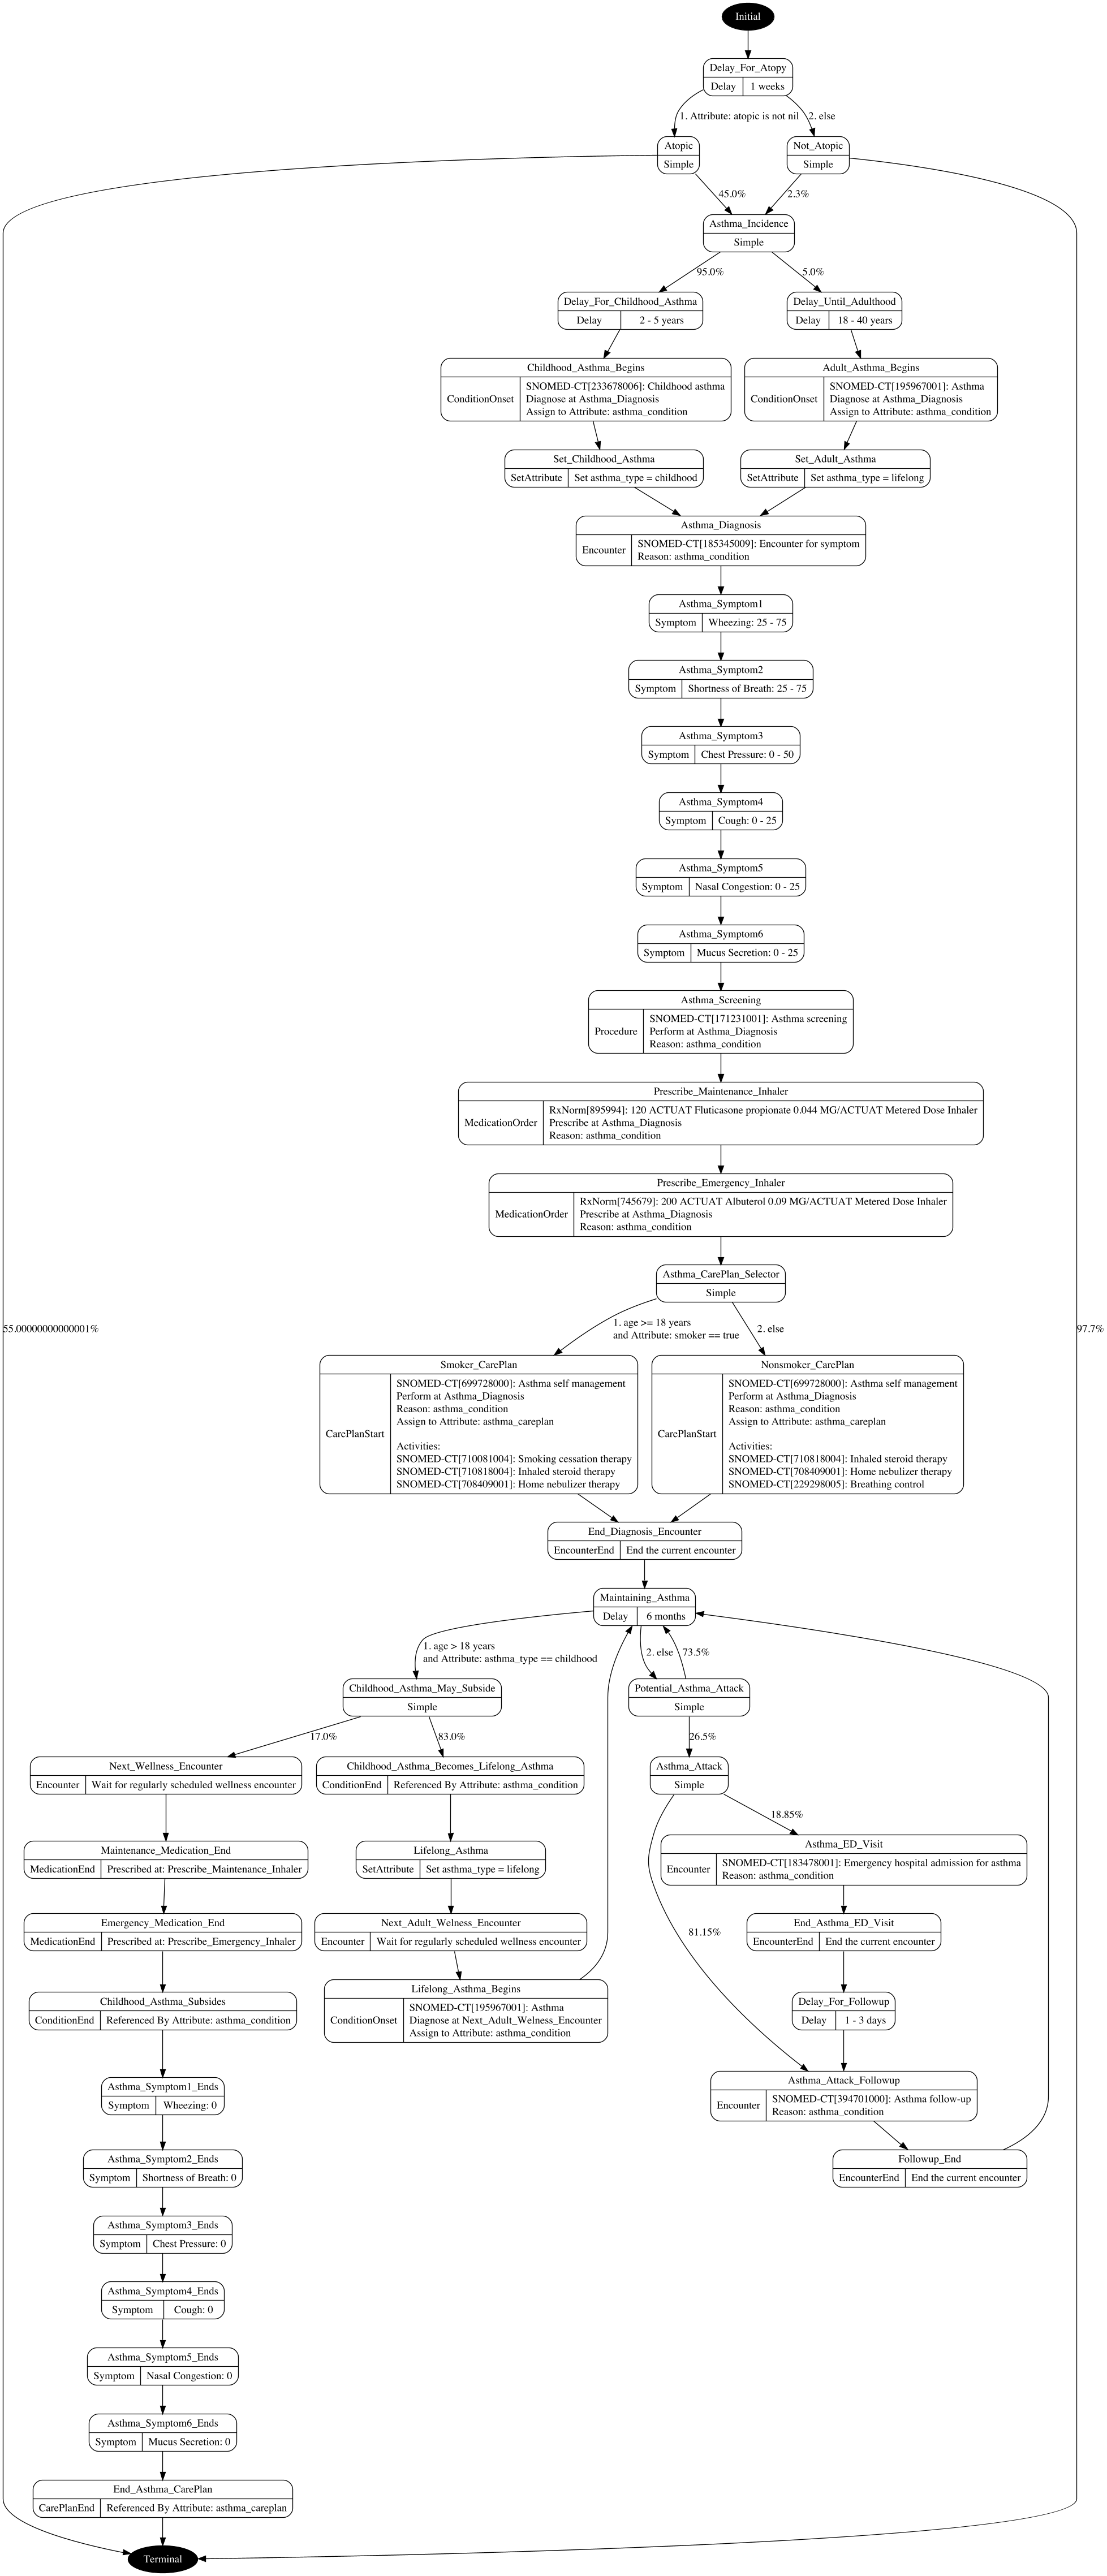 Initial
Delay_For_Atopy
Delay
1 weeks
1. Attribute: atopic is not nil
2. else
Atopic
Simple
Not_Atopic
Simple
45.0%
2.3%
Asthma_Incidence
Simple
95.0%
5.0%
Delay_For_Childhood_Asthma
Delay
2 - 5 years
Delay_Until_Adulthood
Delay
18 - 40 years
Childhood_Asthma_Begins
ConditionOnset
SNOMED-CT[233678006]: Childhood asthma
Diagnose at Asthma_Diagnosis
Assign to Attribute: asthma_condition
Adult_Asthma_Begins
ConditionOnset
SNOMED-CT[195967001]: Asthma
Diagnose at Asthma_Diagnosis
Assign to Attribute: asthma_condition
Set_Childhood_Asthma
SetAttribute
Set asthma_type = childhood
Set_Adult_Asthma
SetAttribute
Set asthma_type = lifelong
Asthma_Diagnosis
Encounter
SNOMED-CT[185345009]: Encounter for symptom
Reason: asthma_condition
Asthma_Symptom1
Symptom
Wheezing: 25 - 75
Asthma_Symptom2
Symptom
Shortness of Breath: 25 - 75
Asthma_Symptom3
Symptom
Chest Pressure: 0 - 50
Asthma_Symptom4
Symptom
Cough: 0 - 25
Asthma_Symptom5
Symptom
Nasal Congestion: 0 - 25
Asthma_Symptom6
Symptom
Mucus Secretion: 0 - 25
Asthma_Screening
Procedure
SNOMED-CT[171231001]: Asthma screening
Perform at Asthma_Diagnosis
Reason: asthma_condition
Prescribe_Maintenance_Inhaler
MedicationOrder
RxNorm[895994]: 120 ACTUAT Fluticasone propionate 0.044 MG/ACTUAT Metered Dose Inhaler
Prescribe at Asthma_Diagnosis
Reason: asthma_condition
Prescribe_Emergency_Inhaler
MedicationOrder
RxNorm[745679]: 200 ACTUAT Albuterol 0.09 MG/ACTUAT Metered Dose Inhaler
Prescribe at Asthma_Diagnosis
Reason: asthma_condition
Asthma_CarePlan_Selector
Simple
55.00000000000001%
1. age >= 18 years
and Attribute: smoker == true
2. else
97.7%
Smoker_CarePlan
CarePlanStart
SNOMED-CT[699728000]: Asthma self management
Perform at Asthma_Diagnosis
Reason: asthma_condition
Assign to Attribute: asthma_careplan
Activities:
SNOMED-CT[710081004]: Smoking cessation therapy
SNOMED-CT[710818004]: Inhaled steroid therapy
SNOMED-CT[708409001]: Home nebulizer therapy
Nonsmoker_CarePlan
CarePlanStart
SNOMED-CT[699728000]: Asthma self management
Perform at Asthma_Diagnosis
Reason: asthma_condition
Assign to Attribute: asthma_careplan
Activities:
SNOMED-CT[710818004]: Inhaled steroid therapy
SNOMED-CT[708409001]: Home nebulizer therapy
SNOMED-CT[229298005]: Breathing control
End_Diagnosis_Encounter
EncounterEnd
End the current encounter
Maintaining_Asthma
Delay
6 months
1. age > 18 years
and Attribute: asthma_type == childhood
2. else
73.5%
Childhood_Asthma_May_Subside
Simple
Potential_Asthma_Attack
Simple
17.0%
83.0%
26.5%
Next_Wellness_Encounter
Encounter
Wait for regularly scheduled wellness encounter
Childhood_Asthma_Becomes_Lifelong_Asthma
ConditionEnd
Referenced By Attribute: asthma_condition
Asthma_Attack
Simple
18.85%
Maintenance_Medication_End
MedicationEnd
Prescribed at: Prescribe_Maintenance_Inhaler
Lifelong_Asthma
SetAttribute
Set asthma_type = lifelong
Asthma_ED_Visit
Encounter
SNOMED-CT[183478001]: Emergency hospital admission for asthma
Reason: asthma_condition
Emergency_Medication_End
MedicationEnd
Prescribed at: Prescribe_Emergency_Inhaler
Next_Adult_Welness_Encounter
Encounter
Wait for regularly scheduled wellness encounter
81.15%
End_Asthma_ED_Visit
EncounterEnd
End the current encounter
Childhood_Asthma_Subsides
ConditionEnd
Referenced By Attribute: asthma_condition
Lifelong_Asthma_Begins
ConditionOnset
SNOMED-CT[195967001]: Asthma
Diagnose at Next_Adult_Welness_Encounter
Assign to Attribute: asthma_condition
Delay_For_Followup
Delay
1 - 3 days
Asthma_Symptom1_Ends
Symptom
Wheezing: 0
Asthma_Attack_Followup
Encounter
SNOMED-CT[394701000]: Asthma follow-up
Reason: asthma_condition
Asthma_Symptom2_Ends
Symptom
Shortness of Breath: 0
Followup_End
EncounterEnd
End the current encounter
Asthma_Symptom3_Ends
Symptom
Chest Pressure: 0
Asthma_Symptom4_Ends
Symptom
Cough: 0
Asthma_Symptom5_Ends
Symptom
Nasal Congestion: 0
Asthma_Symptom6_Ends
Symptom
Mucus Secretion: 0
End_Asthma_CarePlan
CarePlanEnd
Referenced By Attribute: asthma_careplan
Terminal